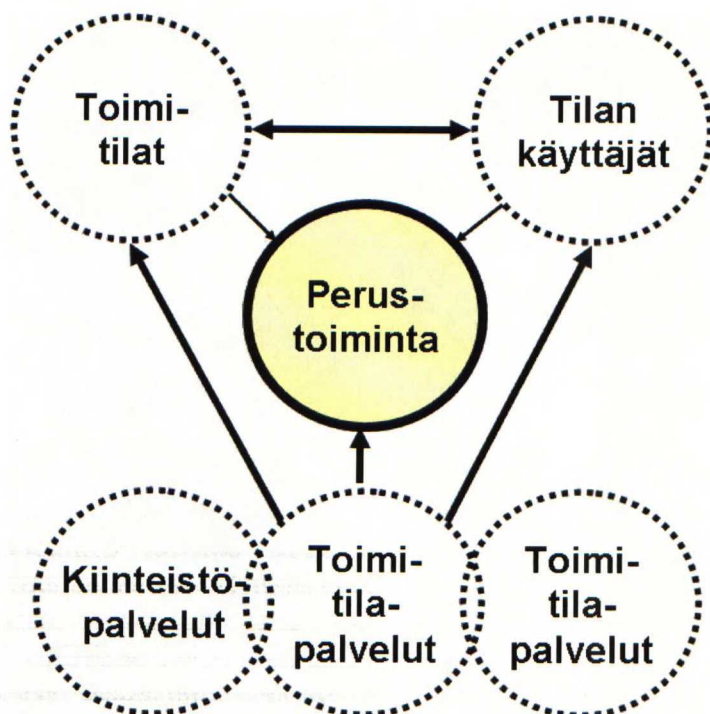 Toimi-
tilat
Tilan
käyttäjät
Perus-
toiminta
Kiinteistö-
palvelut
Toimi-
tila-
palvelut
Toimi-
tila-
palvelut